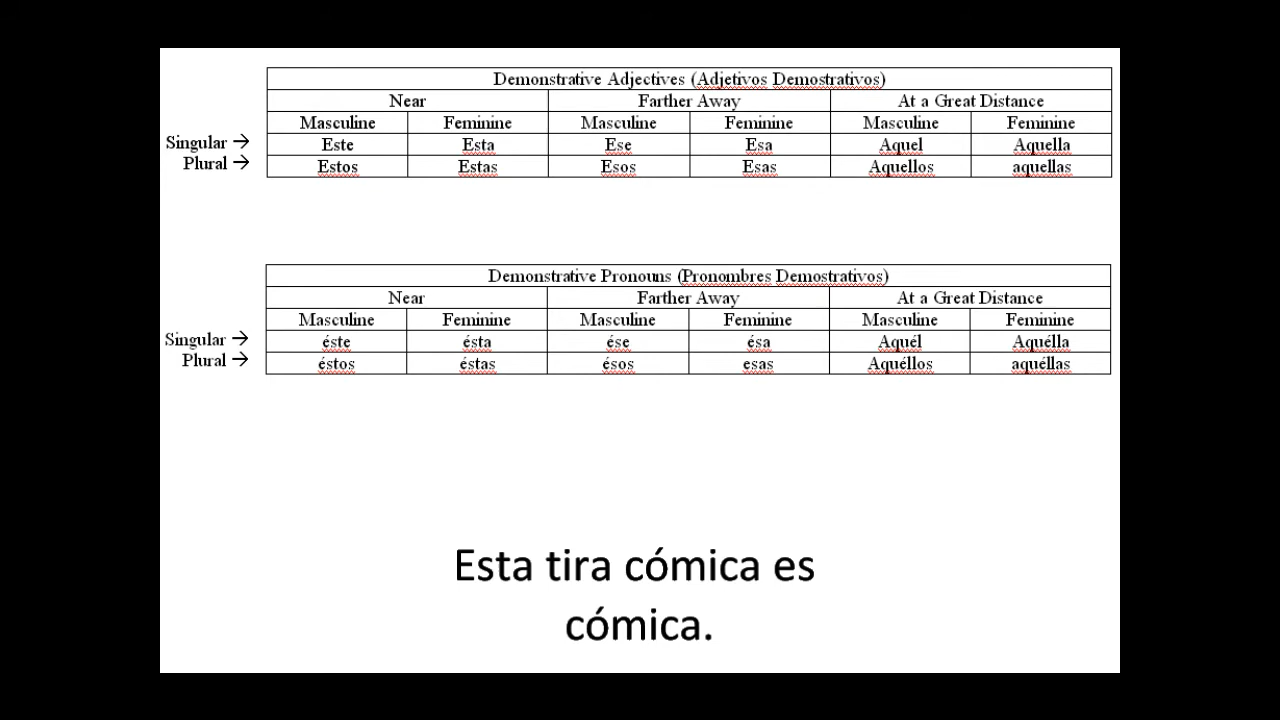 Demonstrative Adjectives (Adjetivos Demostrativos)
Near Farther Away At a Great Distance
Masculine Feminine Masculine Feminine Masculine Feminine
Singular → Este Esta Ese Esa Aquel Aquella
Plural → Estos Estas Esos Esas Aquellos aquellas
Demonstrative Pronouns (Pronombres Demostrativos)
Near Farther Away At a Great Distance
Masculine Feminine Masculine Feminine Masculine Feminine
Singular → éste ésta ése ésa Aquél Aquélla
Plural → éstos éstas ésos esas Aquéllos aquéllas
Esta tira cómica es
cómica.